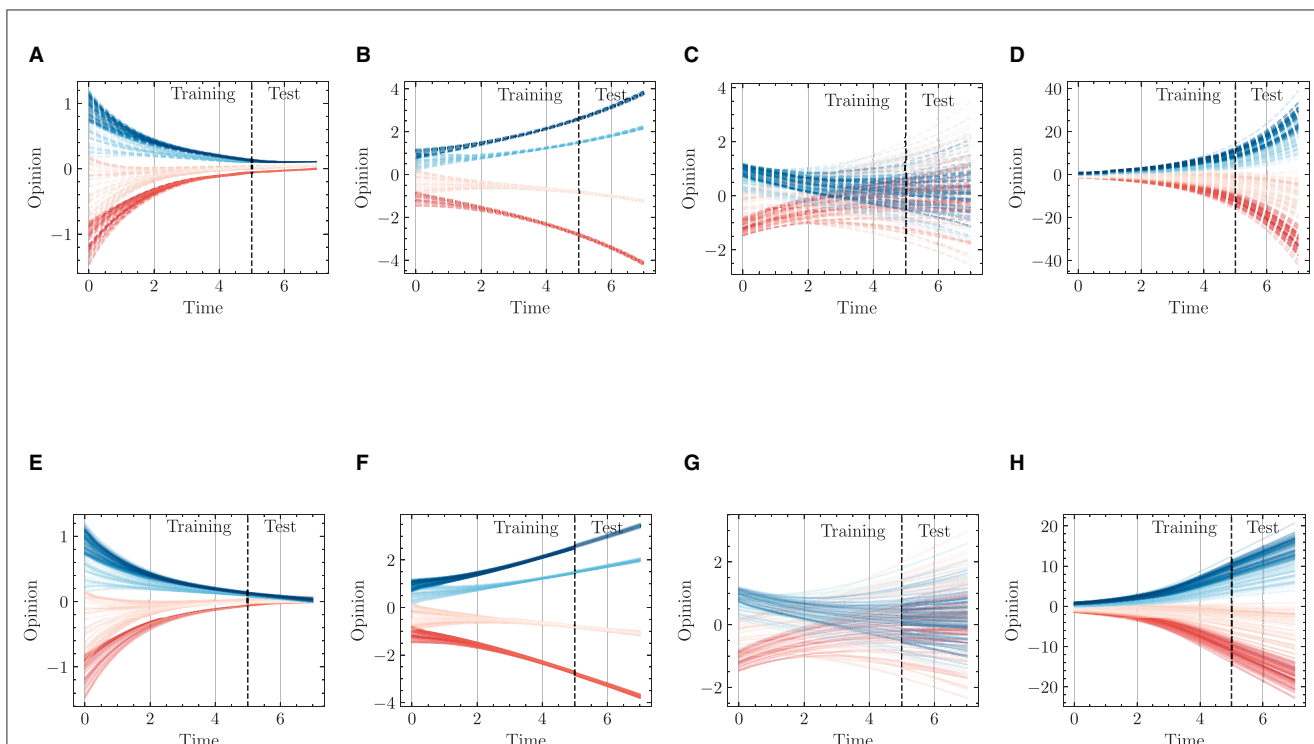 A B C D
Training Test Training Test Training Test Training Test
Opinion Opinion Opinion Opinion
1 0 −1
4 2 0 −2 −4
4 2 0 −2
40 20 0 −20 −40
0 2 4 6 0 2 4 6 0 2 4 6 0 2 4 6
Time Time Time Time
E F G H
Training Test Training Test Training Test Training Test
Opinion Opinion Opinion Opinion
1 0 −1
2 0 −2 −4
2 0 −2
20 10 0 −10 −20
0 2 4 6 0 2 4 6 0 2 4 6 0 2 4 6
Time Time Time Time